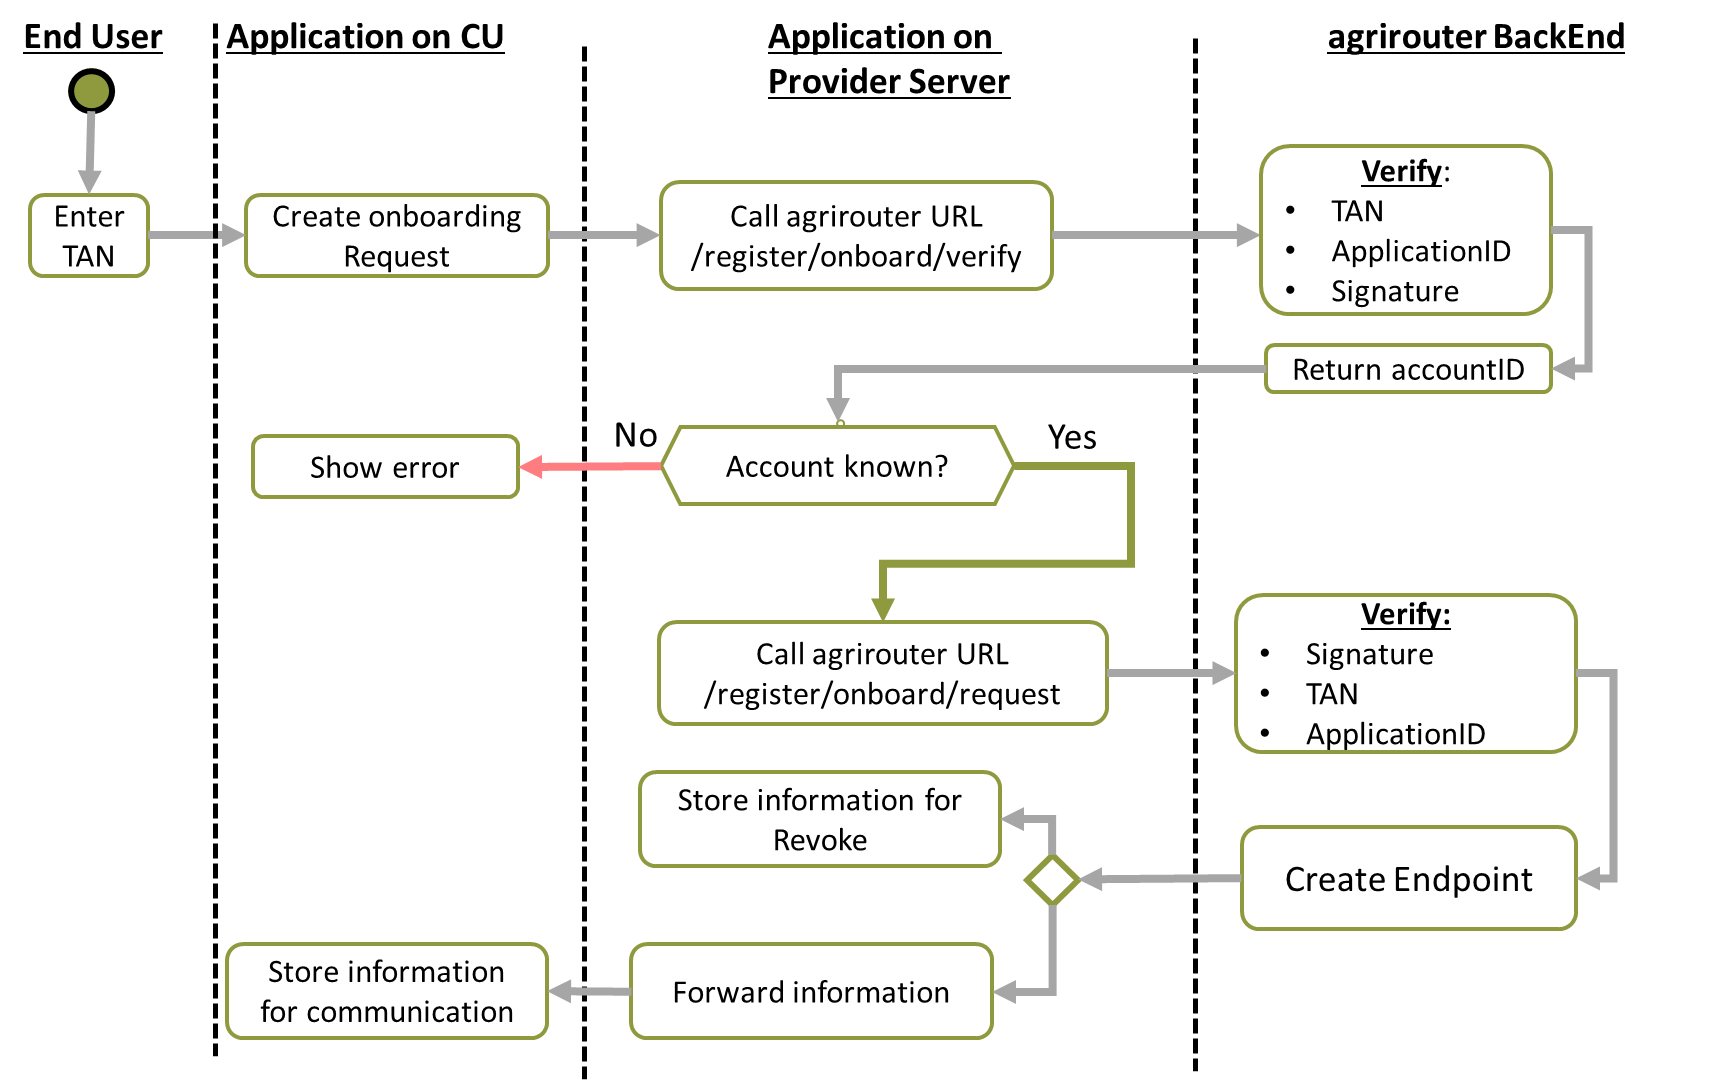 End User
Application on CU
Application on
Provider Server
agrirouter BackEnd
Enter
TAN
Create onboarding
Request
Call agrirouter URL
/register/onboard/verify
Verify:
• TAN
• ApplicationID
• Signature
Return accountID
Show error
No
Account known?
Yes
Call agrirouter URL
/register/onboard/request
Verify:
• Signature
• TAN
• ApplicationID
Store information for
Revoke
Create Endpoint
Store information
for communication
Forward information